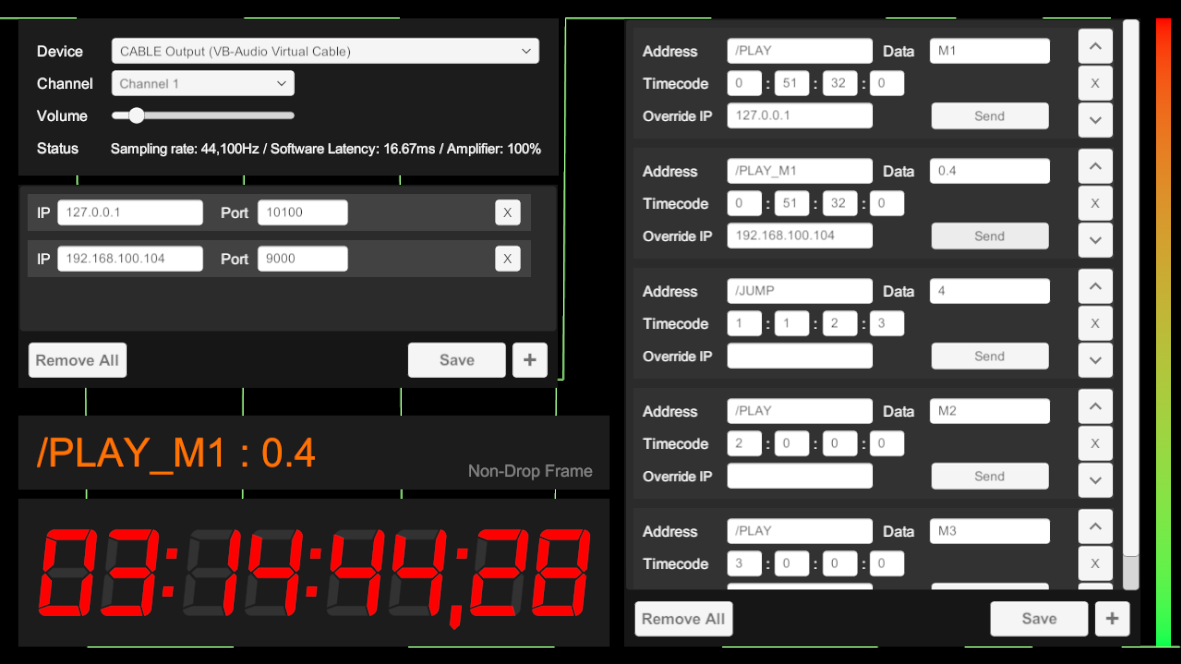 Device CABLE Output (VB-Audio Virtual Cable)
Channel Channel 1
Volume
Status Sampling rate: 44,100Hz / Software Latency: 16.67ms / Amplifier: 100%
IP 127.0.0.1 Port 10100 X
IP 192.168.100.104 Port 9000 X
Remove All Save +
/PLAY_M1 : 0.4
Non-Drop Frame
03:14:44;28
Address /PLAY Data M1
Timecode 0 : 51 : 32 : 0 X
Override IP 127.0.0.1 Send
Address /PLAY_M1 Data 0.4
Timecode 0 : 51 : 32 : 0 X
Override IP 192.168.100.104 Send
Address /JUMP Data 4
Timecode 1 : 1 : 2 : 3 X
Override IP Send
Address /PLAY Data M2
Timecode 2 : 0 : 0 : 0 X
Override IP Send
Address /PLAY Data M3
Timecode 3 : 0 : 0 : 0 X
Remove All Save +